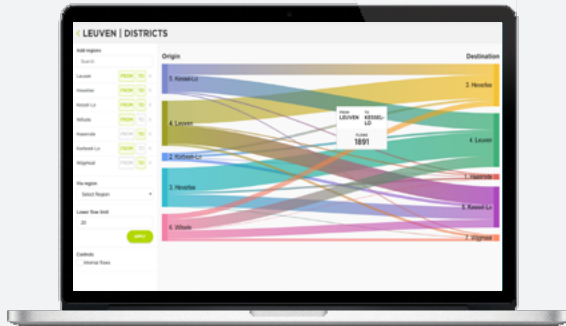 < LEUVEN | DISTRICTS
Add regions
Search
Leuven FROM TO
Heverlee FROM TO
Kessel-Lo FROM TO
Wilsele FROM TO
Haasrode FROM TO
Korbeek-Lo FROM TO
Wijgmaal FROM TO
Via region
Select Region
Lower flow limit
20
APPLY
Controls
Internal flows
Origin
Destination
5. Kessel-Lo
4. Leuven
2. Korbeek-Lo
3. Heverlee
6. Wilsele
FROM TO
LEUVEN KESSEL-
LO
FLOWS
1891
3. Heverlee
4. Leuven
1. Haasrode
5. Kessel-Lo
7. Wijgmaal